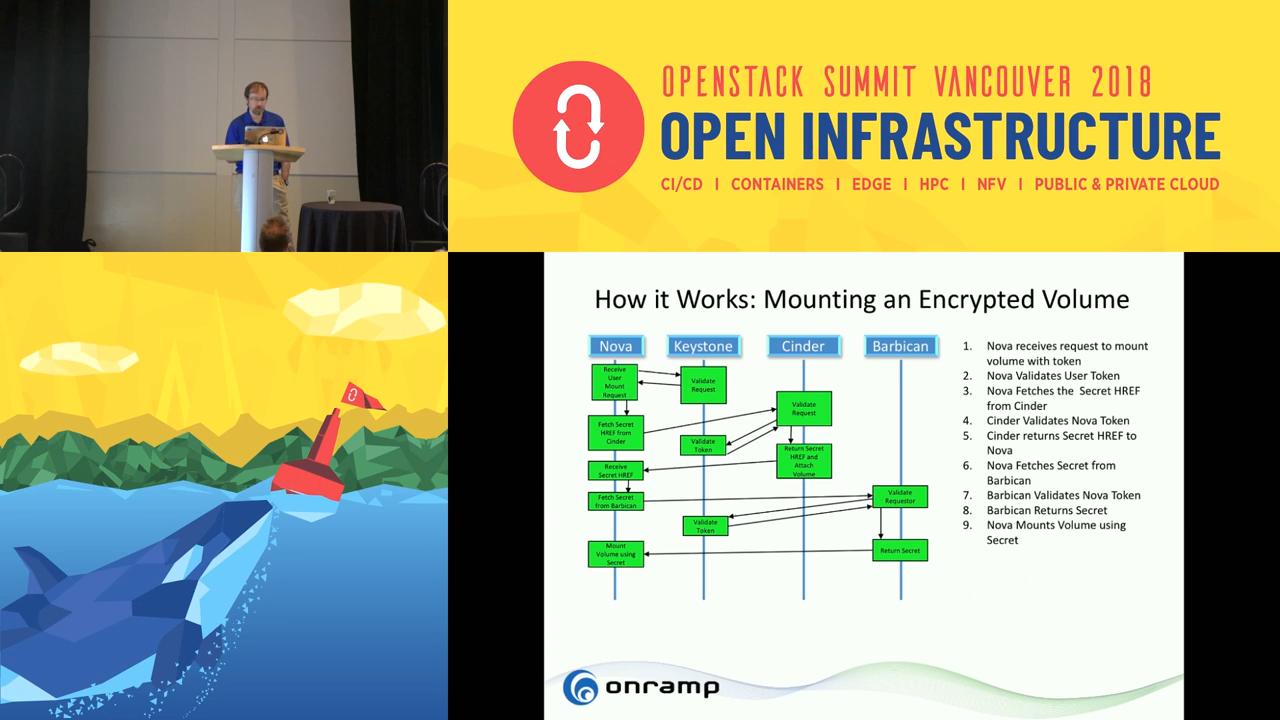 OPENSTACK SUMMIT VANCOUVER 2018
OPEN INFRASTRUCTURE
CI/CD | CONTAINERS | EDGE | HPC | NFV | PUBLIC & PRIVATE CLOUD
How it Works: Mounting an Encrypted Volume
Nova
Keystone
Cinder
Barbican
Receive
User
Mount
Request
Validate
Request
Validate
Request
Fetch Secret
HREF from
Cinder
Validate
Token
Return Secret
HREF and
Attach
Volume
Receive
Secret HREF
Fetch Secret
from Barbican
Validate
Requestor
Validate
Token
Mount
Volume using
Secret
Return Secret
1. Nova receives request to mount
volume with token
2. Nova Validates User Token
3. Nova Fetches the Secret HREF
from Cinder
4. Cinder Validates Nova Token
5. Cinder returns Secret HREF to
Nova
6. Nova Fetches Secret from
Barbican
7. Barbican Validates Nova Token
8. Barbican Returns Secret
9. Nova Mounts Volume using
Secret
onramp